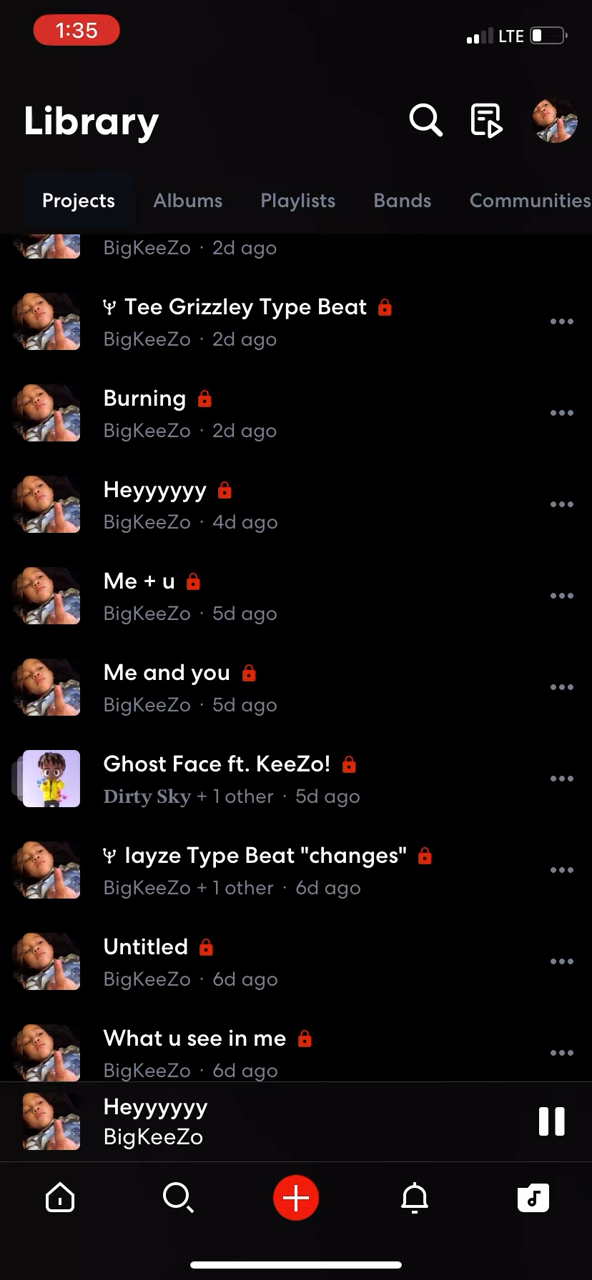 1:35
LTE
Library
Projects
Albums
Playlists
Bands
Communities
BigKeeZo · 2d ago
Tee Grizzley Type Beat
BigKeeZo · 2d ago
Burning
BigKeeZo · 2d ago
Heyyyyyy
BigKeeZo · 4d ago
Me + u
BigKeeZo · 5d ago
Me and you
BigKeeZo · 5d ago
Ghost Face ft. KeeZo!
Dirty Sky + 1 other · 5d ago
Iayze Type Beat "changes"
BigKeeZo + 1 other · 6d ago
Untitled
BigKeeZo · 6d ago
What u see in me
BigKeeZo · 6d ago
Heyyyyyy
BigKeeZo